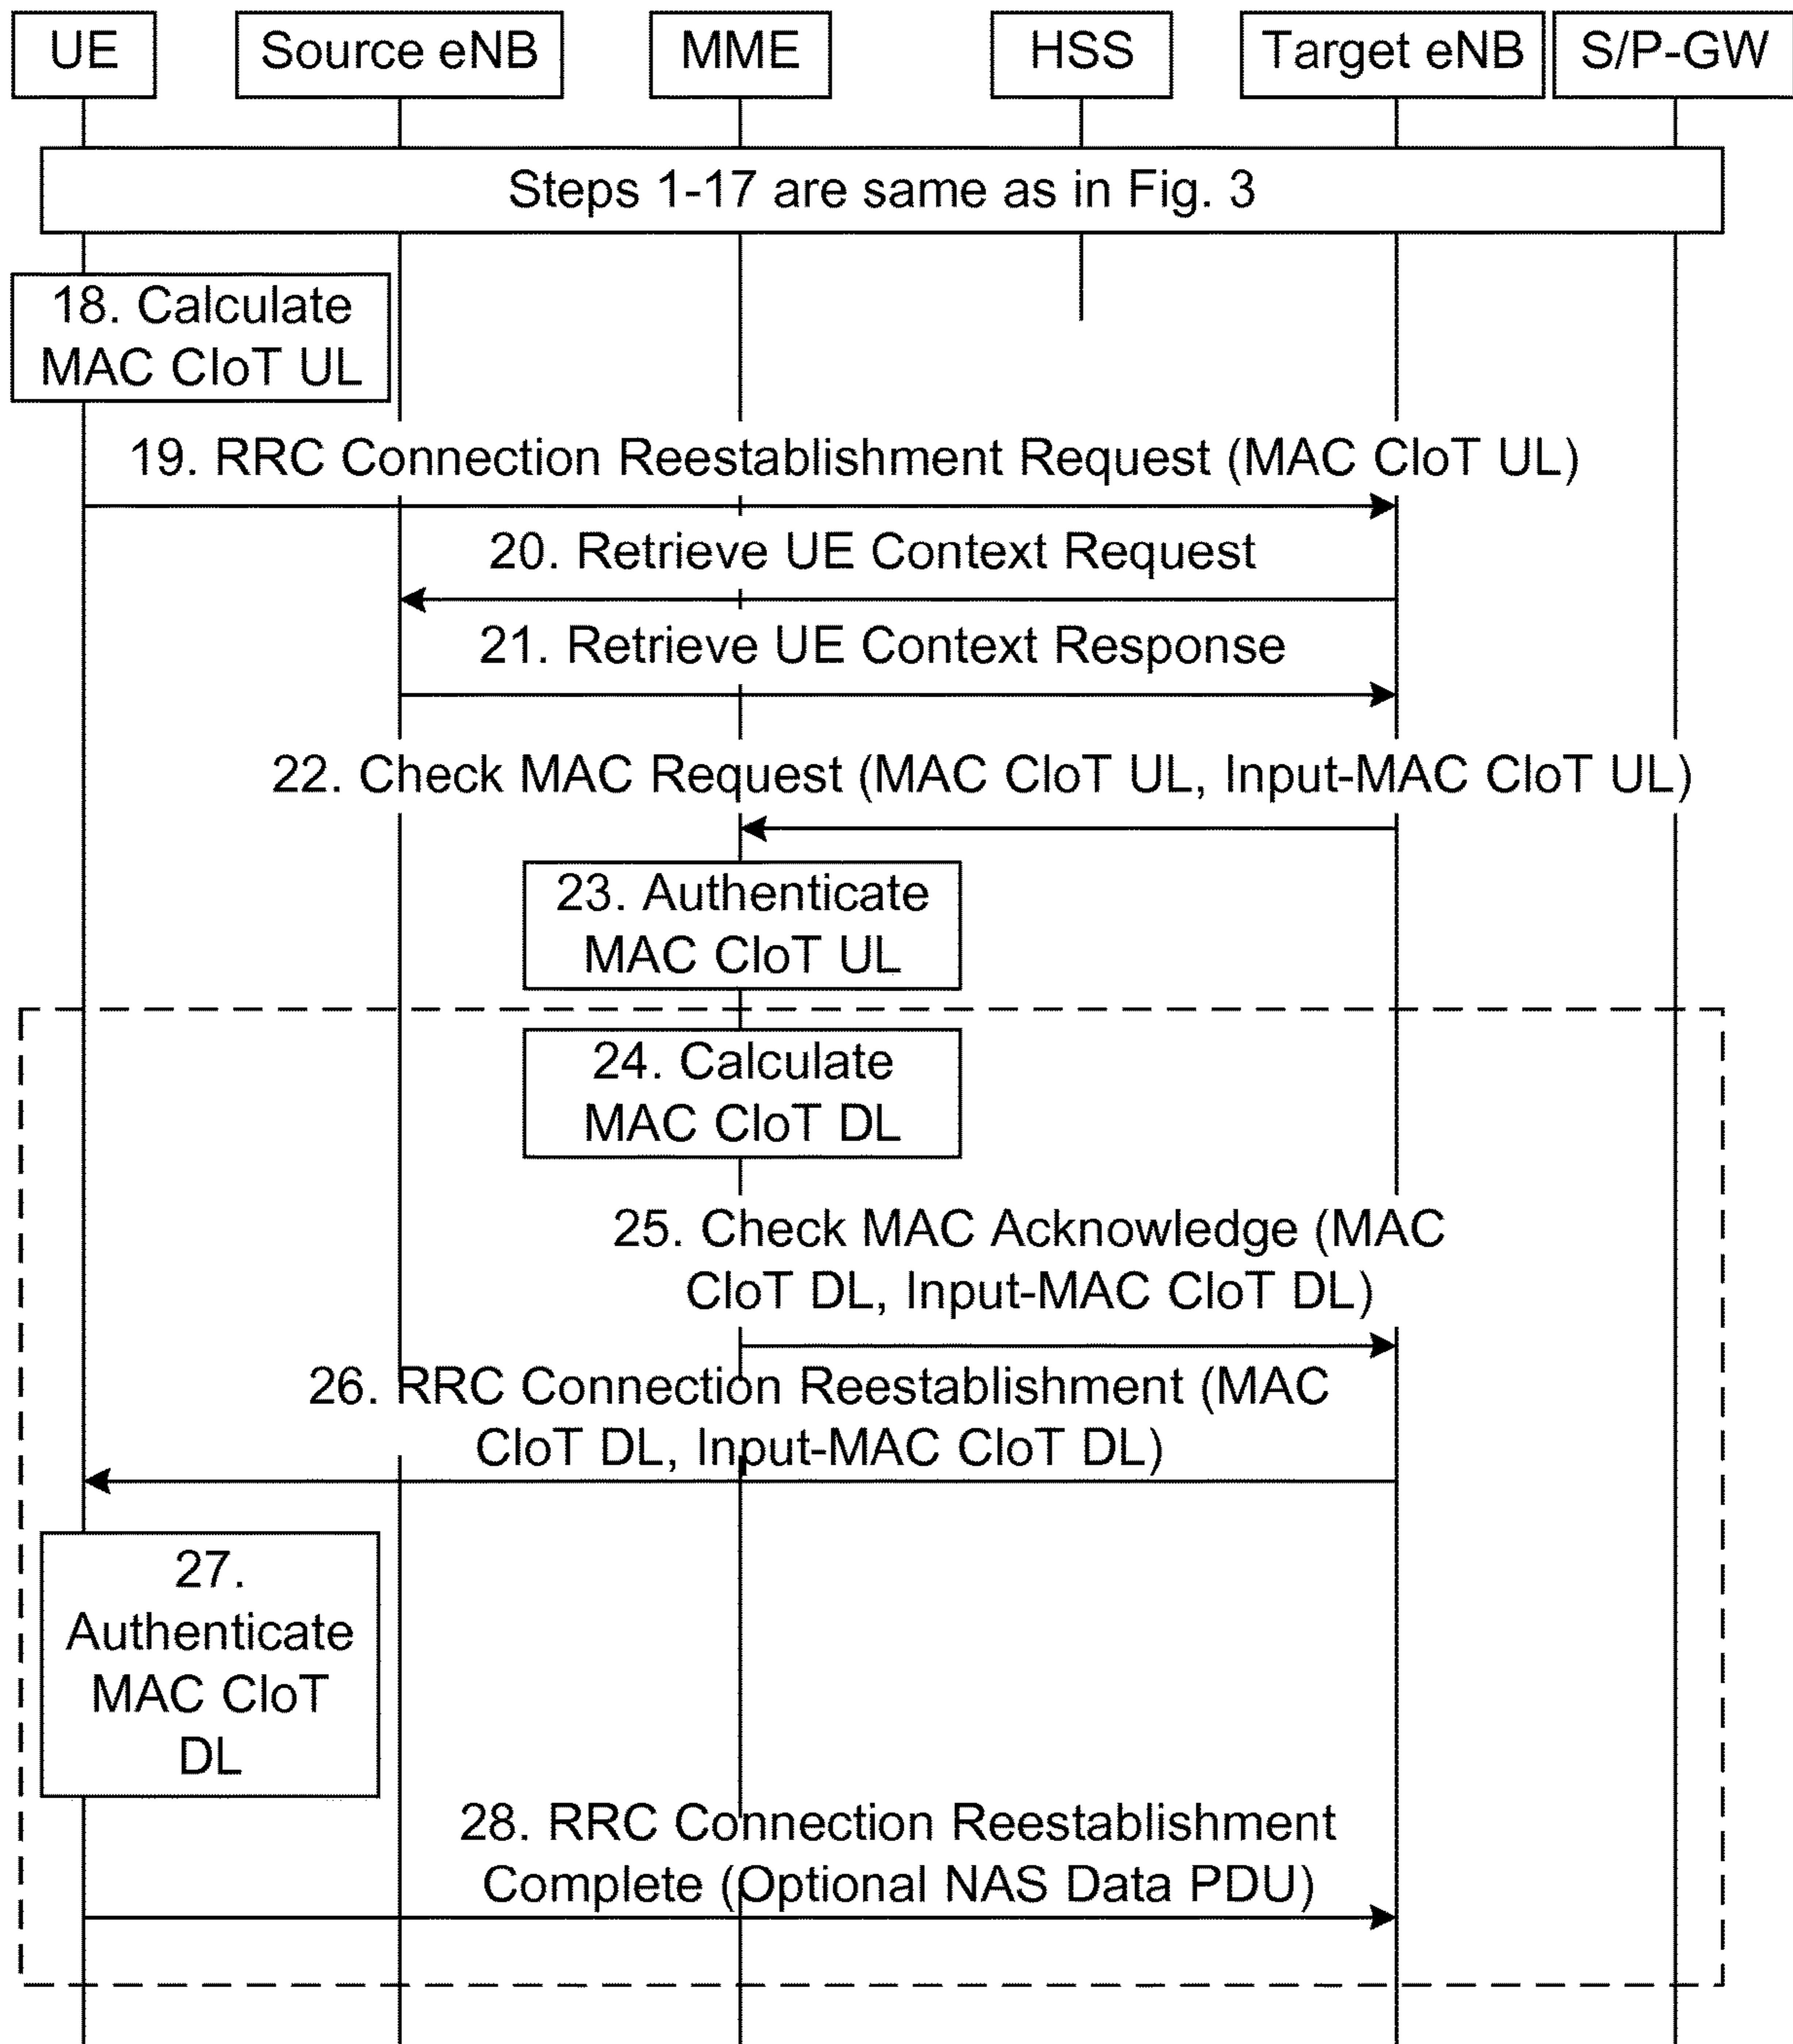 UE
Source eNB
MME
HSS
Target eNB
S/P-GW
Steps 1-17 are same as in Fig. 3
18. Calculate
MAC CIoT UL
19. RRC Connection Reestablishment Request (MAC CIoT UL)
20. Retrieve UE Context Request
21. Retrieve UE Context Response
22. Check MAC Request (MAC CIoT UL, Input-MAC CIoT UL)
23. Authenticate
MAC CIoT UL
24. Calculate
MAC CIoT DL
25. Check MAC Acknowledge (MAC
CIoT DL, Input-MAC CIoT DL)
26. RRC Connection Reestablishment (MAC
CIoT DL, Input-MAC CIoT DL)
27.
Authenticate
MAC CIoT
DL
28. RRC Connection Reestablishment
Complete (Optional NAS Data PDU)